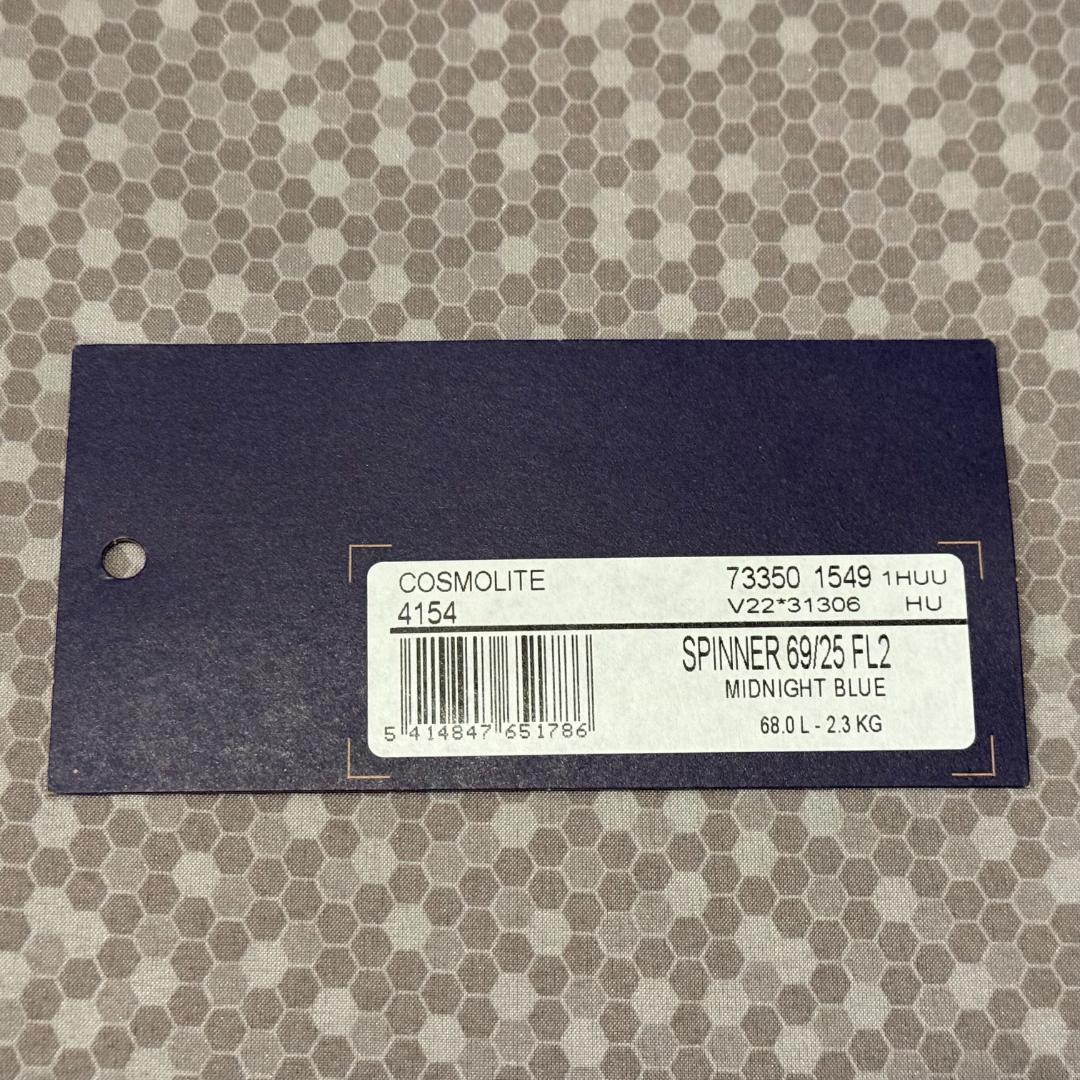 COSMOLITE 73350 1549 1HUU
4154 V22*31306 HU
SPINNER 69/25 FL2
MIDNIGHT BLUE
68.0 L - 2.3 KG
5 414847 651786